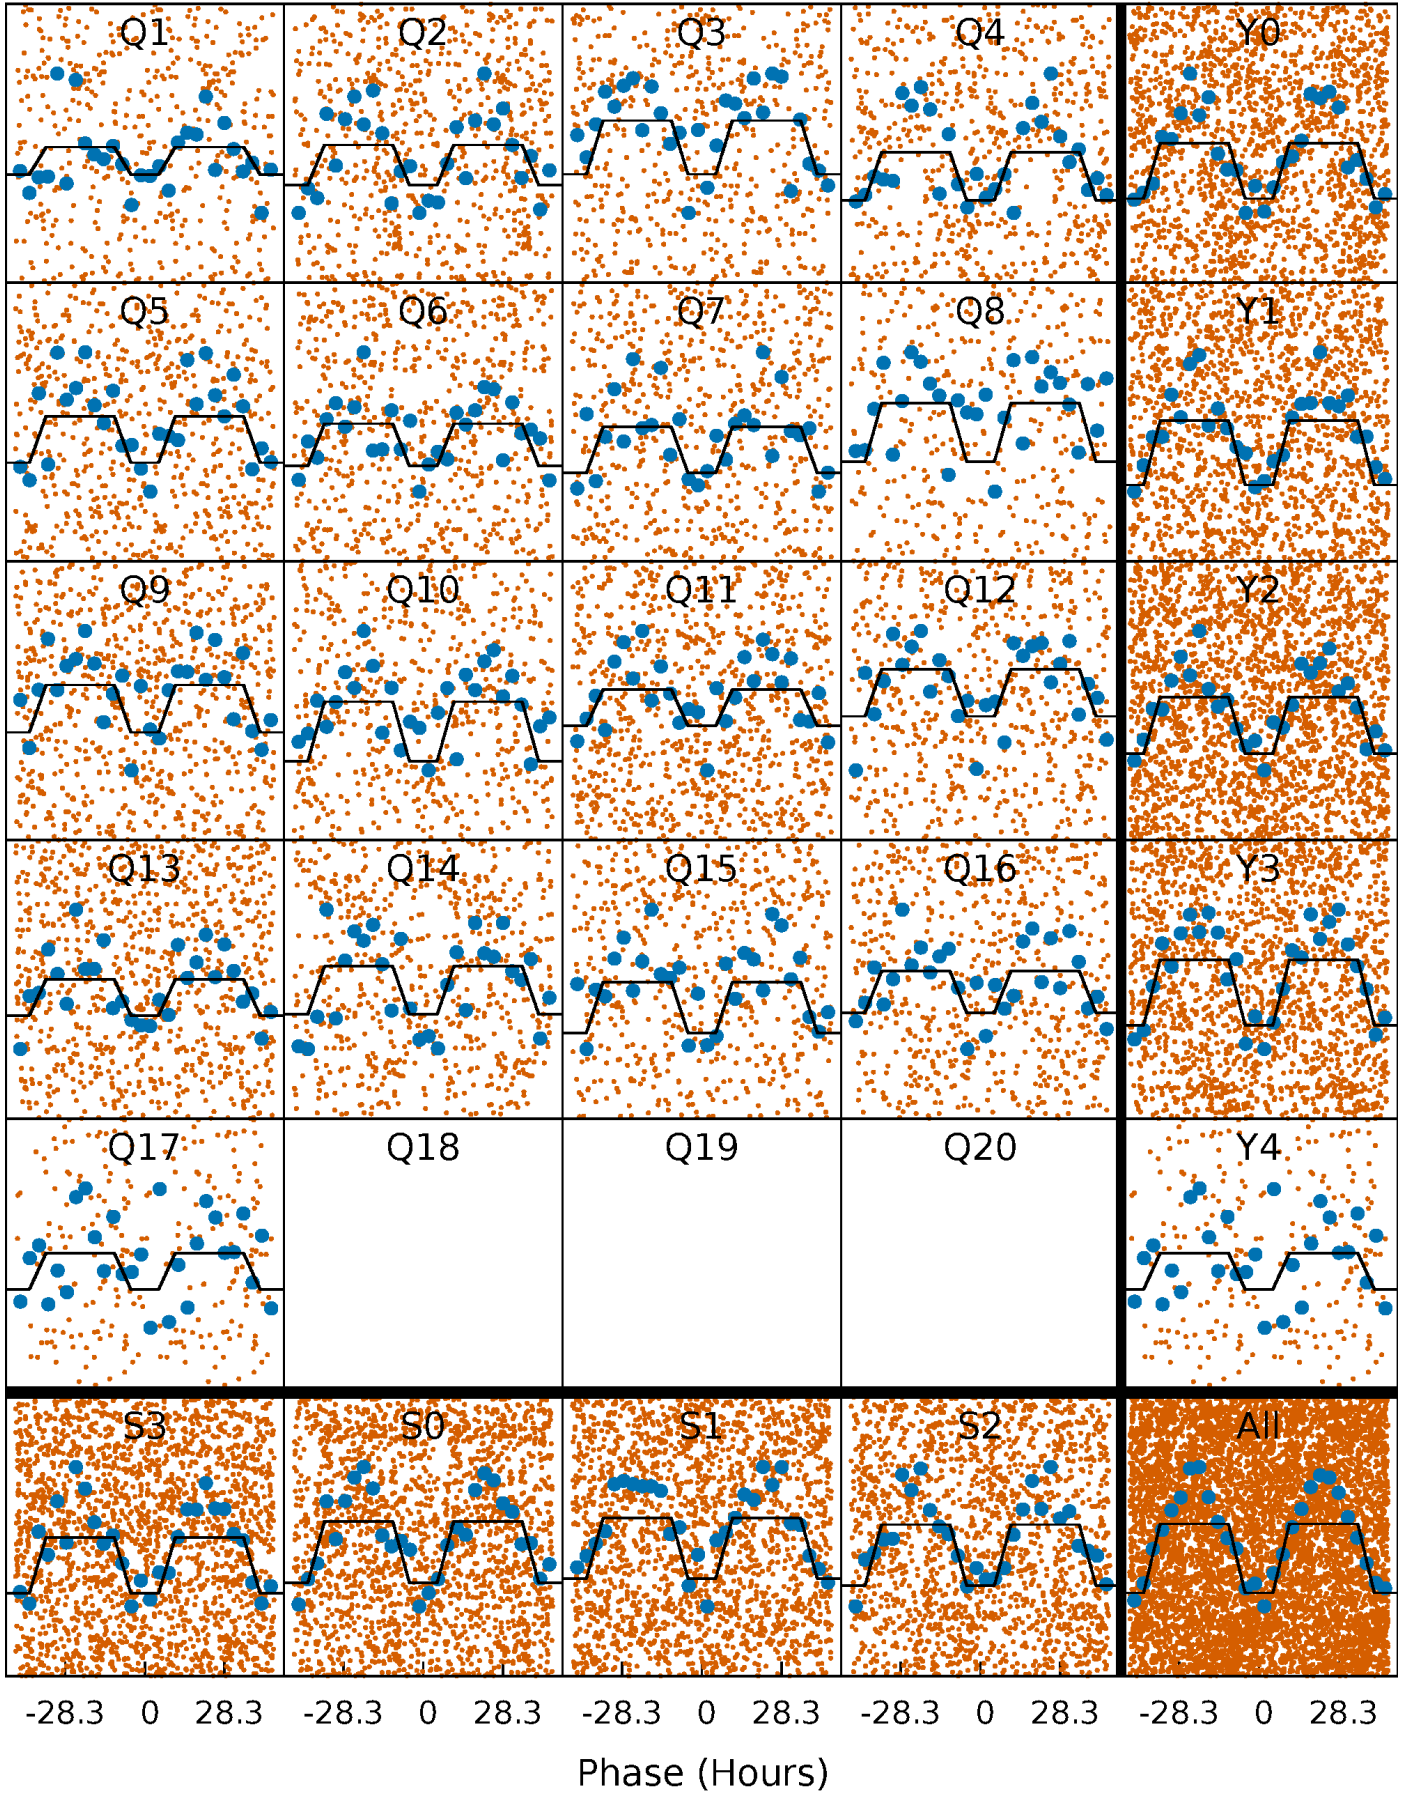 Q1 Q2 Q3 Q4 Y0
Q5 Q6 Q7 Q8 Y1
Q9 Q10 Q11 Q12 Y2
Q13 Q14 Q15 Q16 Y3
Q17 Q18 Q19 Q20 Y4
S3 S0 S1 S2 All
-28.3 0 28.3 -28.3 0 28.3 -28.3 0 28.3 -28.3 0 28.3 -28.3 0 28.3
Phase (Hours)